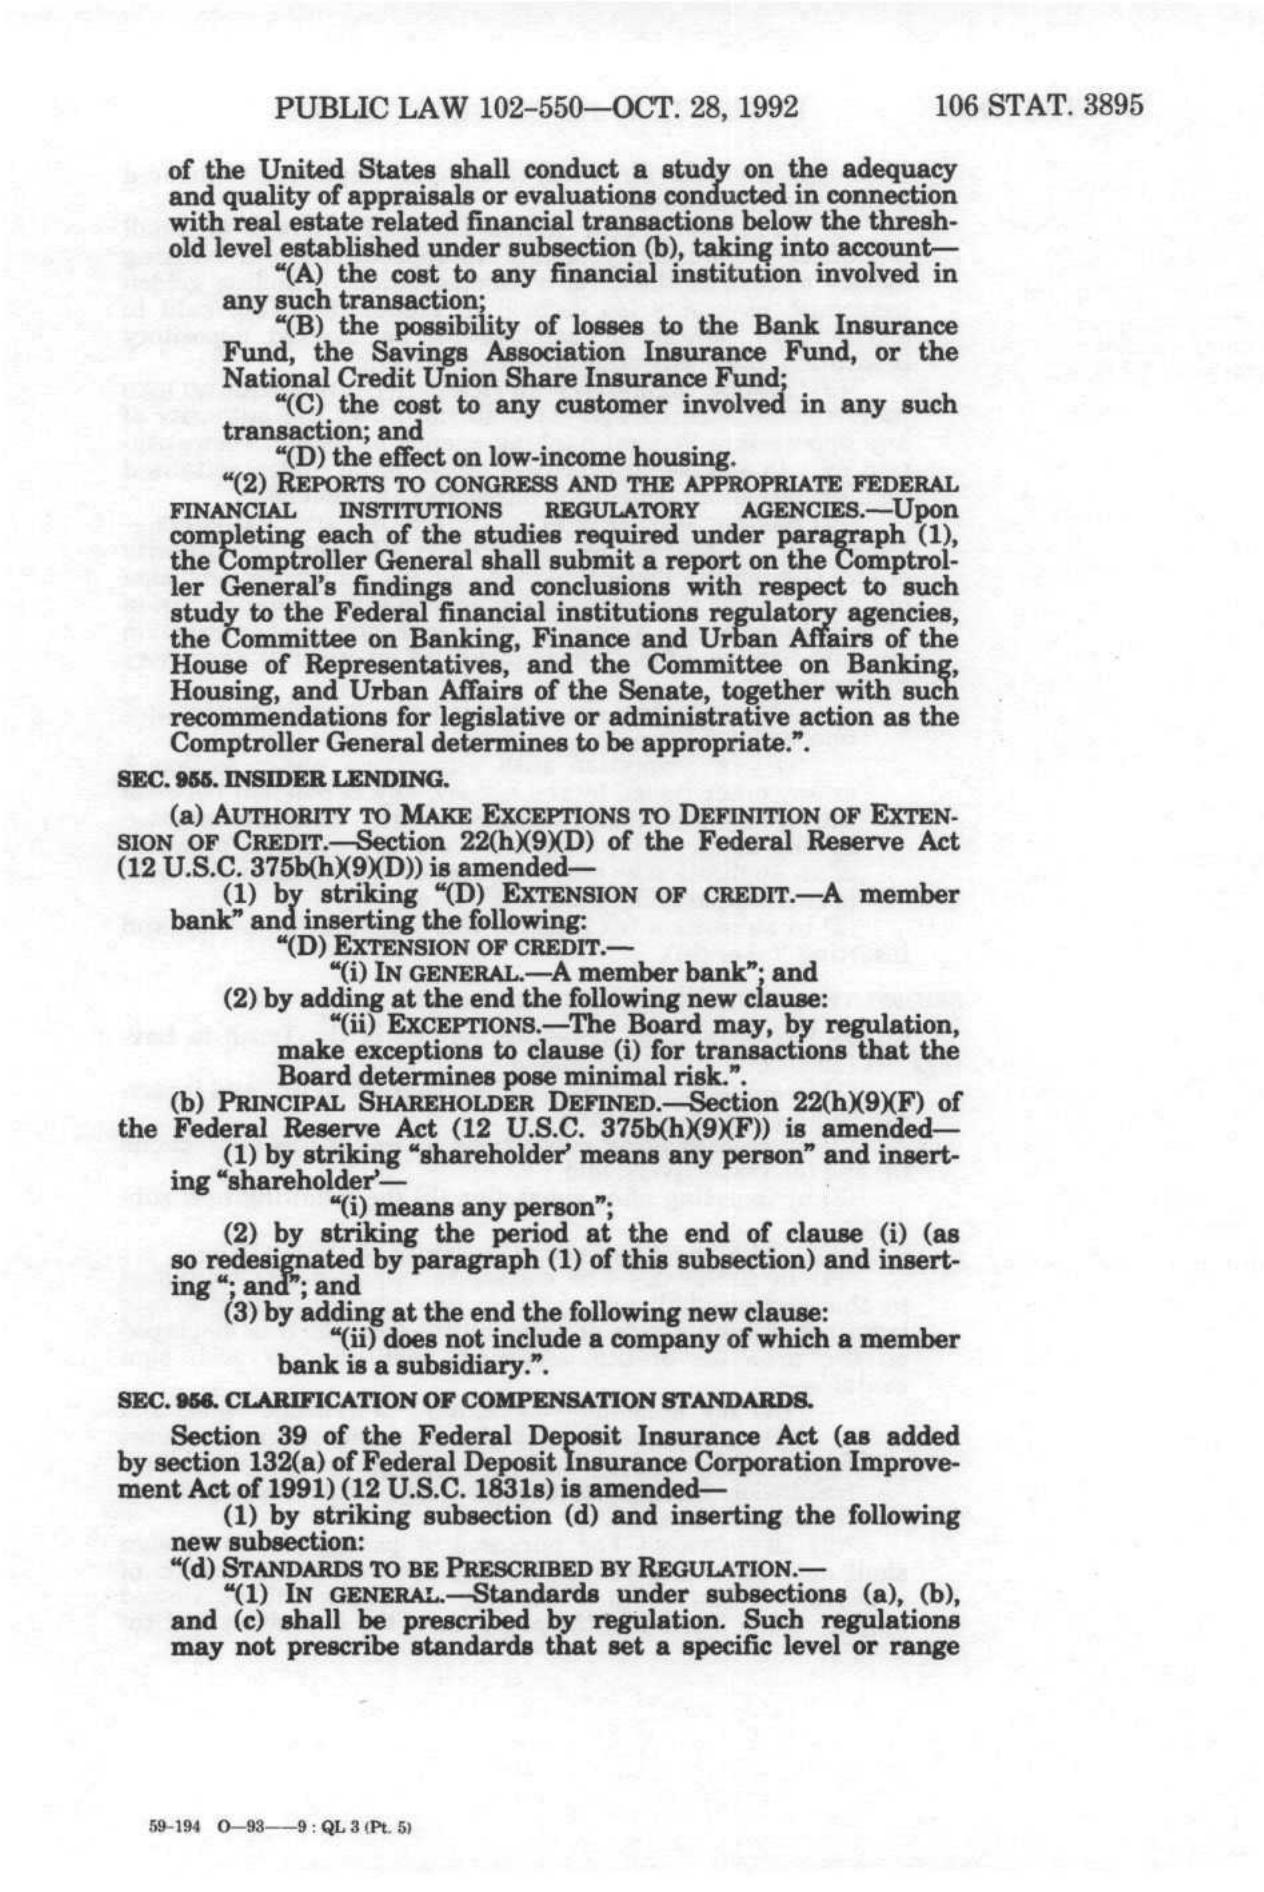 PUBLIC LAW 102-550—OCT. 28, 1992 106 STAT. 3895
of the United States shall conduct a study on the adequacy
and quality of appraisals or evaluations conducted in connection
with real estate related financial transactions below the thresh-
old level established under subsection (b), taking into account—
“(A) the cost to any financial institution involved in
any such transaction;
“(B) the possibility of losses to the Bank Insurance
Fund, the Savings Association Insurance Fund, or the
National Credit Union Share Insurance Fund;
“(C) the cost to any customer involved in any such
transaction; and
“(D) the effect on low-income housing.
“(2) REPORTS TO CONGRESS AND THE APPROPRIATE FEDERAL
FINANCIAL INSTITUTIONS REGULATORY AGENCIES.—Upon
completing each of the studies required under paragraph (1),
the Comptroller General shall submit a report on the Comptrol-
ler General's findings and conclusions with respect to such
study to the Federal financial institutions regulatory agencies,
the Committee on Banking, Finance and Urban Affairs of the
House of Representatives, and the Committee on Banking,
Housing, and Urban Affairs of the Senate, together with such
recommendations for legislative or administrative action as the
Comptroller General determines to be appropriate.”.
SEC. 955. INSIDER LENDING.
(a) AUTHORITY TO MAKE EXCEPTIONS TO DEFINITION OF EXTEN-
SION OF CREDIT.—Section 22(h)(9)(D) of the Federal Reserve Act
(12 U.S.C. 375b(h)(9)(D)) is amended—
(1) by striking “(D) EXTENSION OF CREDIT.—A member
bank” and inserting the following:
“(D) EXTENSION OF CREDIT.—
“(i) IN GENERAL.—A member bank”; and
(2) by adding at the end the following new clause:
“(ii) EXCEPTIONS.—The Board may, by regulation,
make exceptions to clause (i) for transactions that the
Board determines pose minimal risk.”.
(b) PRINCIPAL SHAREHOLDER DEFINED.—Section 22(h)(9)(F) of
the Federal Reserve Act (12 U.S.C. 375b(h)(9)(F)) is amended—
(1) by striking “shareholder’ means any person” and insert-
ing “shareholder’—
“(i) means any person”;
(2) by striking the period at the end of clause (i) (as
so redesignated by paragraph (1) of this subsection) and insert-
ing “; and”; and
(3) by adding at the end the following new clause:
“(ii) does not include a company of which a member
bank is a subsidiary.”.
SEC. 956. CLARIFICATION OF COMPENSATION STANDARDS.
Section 39 of the Federal Deposit Insurance Act (as added
by section 132(a) of Federal Deposit Insurance Corporation Improve-
ment Act of 1991) (12 U.S.C. 1831s) is amended—
(1) by striking subsection (d) and inserting the following
new subsection:
“(d) STANDARDS TO BE PRESCRIBED BY REGULATION.—
“(1) IN GENERAL.—Standards under subsections (a), (b),
and (c) shall be prescribed by regulation. Such regulations
may not prescribe standards that set a specific level or range
59-194 O—93——9 : QL 3 (Pt. 5)